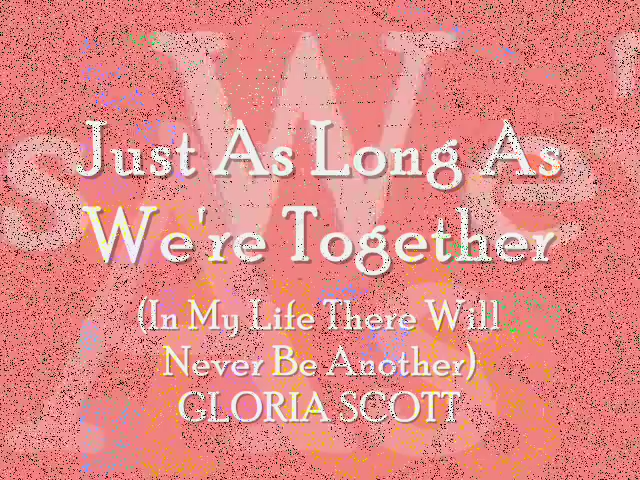 Just As Long As
We're Together
(In My Life There Will
Never Be Another)
GLORIA SCOTT